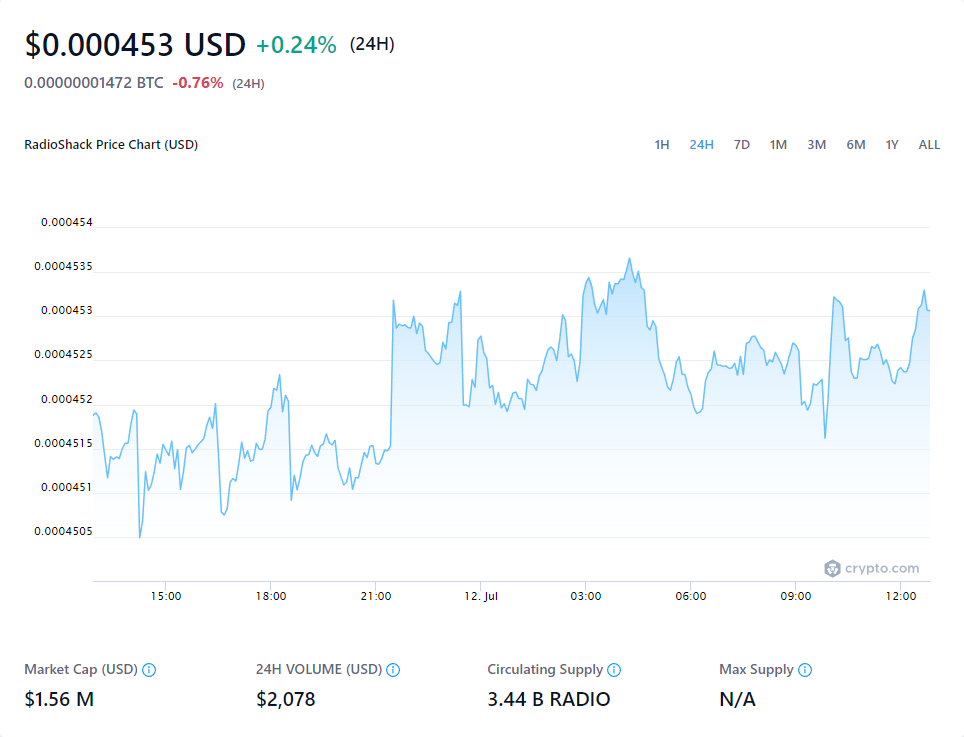 $0.000453 USD +0.24% (24H)
0.00000001472 BTC -0.76% (24H)
RadioShack Price Chart (USD)
1H 24H 7D 1M 3M 6M 1Y ALL
0.000454
0.0004535
0.000453
0.0004525
0.000452
0.0004515
0.000451
0.0004505
crypto.com
15:00 18:00 21:00 12. Jul 03:00 06:00 09:00 12:00
Market Cap (USD) 24H VOLUME (USD) Circulating Supply Max Supply
$1.56 M $2,078 3.44 B RADIO N/A